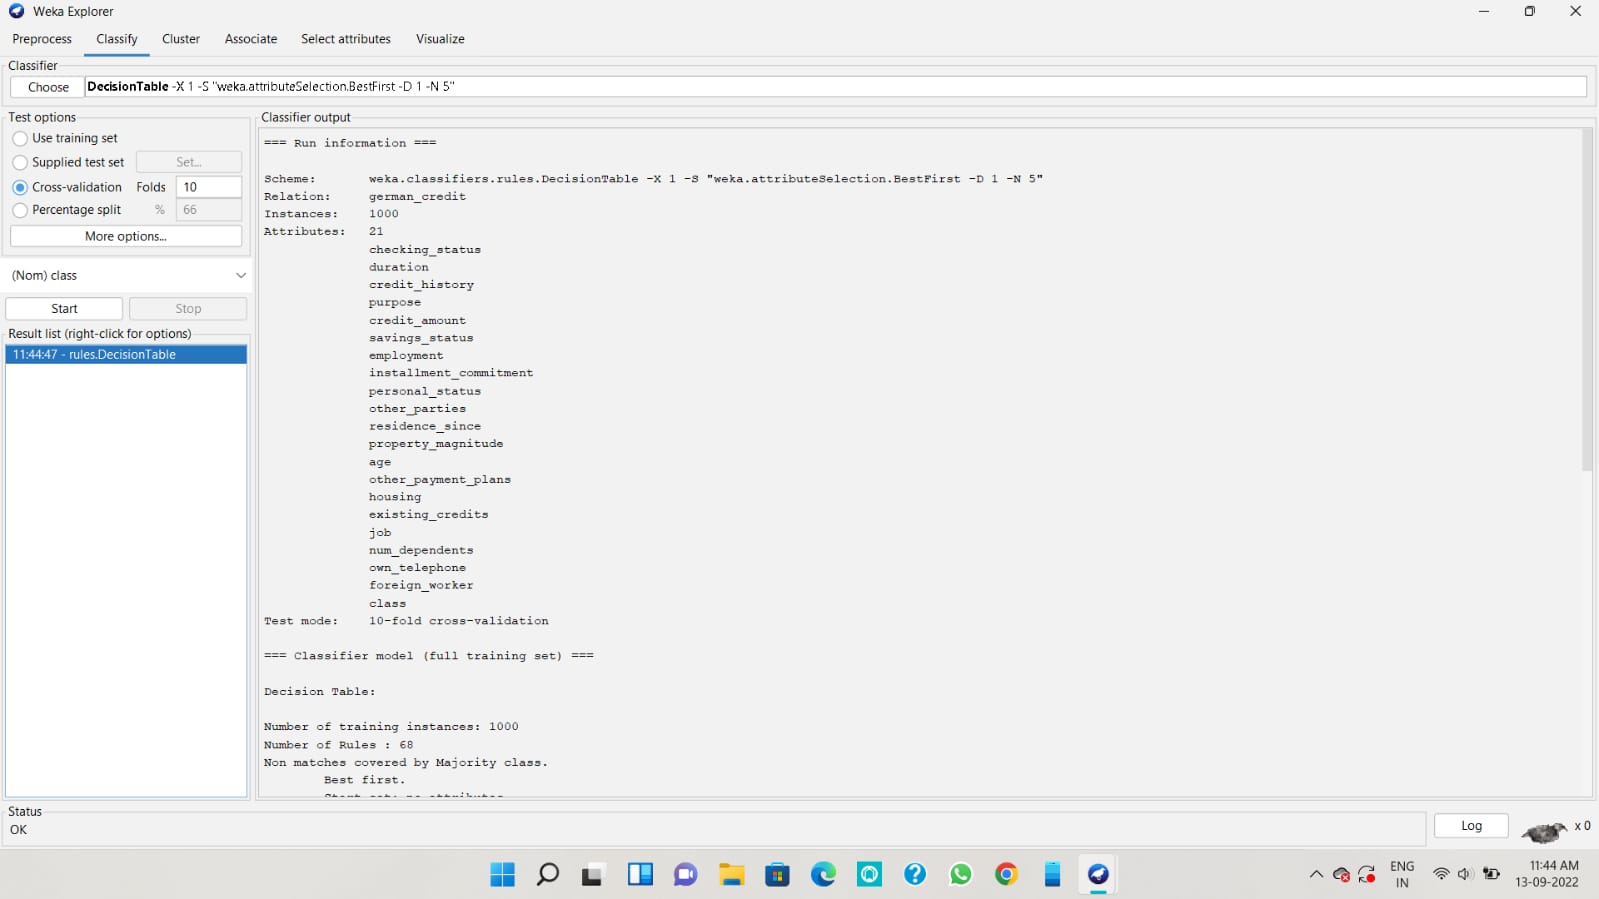 Weka Explorer
Preprocess Classify Cluster Associate Select attributes Visualize
Classifier
Choose DecisionTable -X 1 -S "weka.attributeSelection.BestFirst -D 1 -N 5"
Test options
Use training set
Supplied test set Set...
Cross-validation Folds 10
Percentage split % 66
More options...
(Nom) class
Start Stop
Result list (right-click for options)
11:44:47 - rules.DecisionTable
Classifier output
=== Run information ===
Scheme: weka.classifiers.rules.DecisionTable -X 1 -S "weka.attributeSelection.BestFirst -D 1 -N 5"
Relation: german_credit
Instances: 1000
Attributes: 21
checking_status
duration
credit_history
purpose
credit_amount
savings_status
employment
installment_commitment
personal_status
other_parties
residence_since
property_magnitude
age
other_payment_plans
housing
existing_credits
job
num_dependents
own_telephone
foreign_worker
class
Test mode: 10-fold cross-validation
=== Classifier model (full training set) ===
Decision Table:
Number of training instances: 1000
Number of Rules : 68
Non matches covered by Majority class.
Best first.
Start set: no attributes
Status
OK
Log
x 0
ENG
IN
11:44 AM
13-09-2022